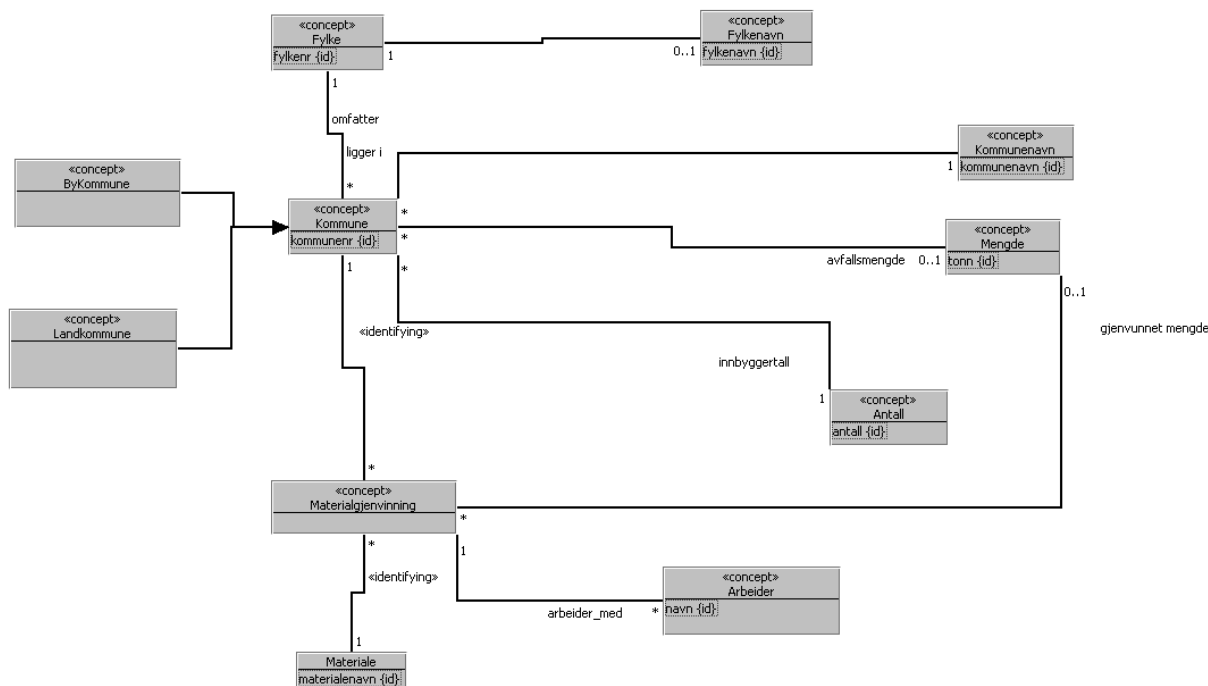 «concept»
Fylke
fylkenr {id}
«concept»
Fylkenavn
fylkenavn {id}
1
0..1
1
omfatter
ligger i
*
«concept»
Kommunenavn
kommunenavn {id}
1
«concept»
ByKommune
«concept»
Kommune
kommunenr {id}
*
*
*
1
«concept»
Mengde
tonn {id}
avfallsmengde
0..1
0..1
«concept»
Landkommune
«identifying»
gjenvunnet mengde
innbyggertall
1
«concept»
Antall
antall {id}
*
«concept»
Materialgjenvinning
*
*
1
«identifying»
«concept»
Arbeider
navn {id}
arbeider_med
*
1
Materiale
materialenavn {id}